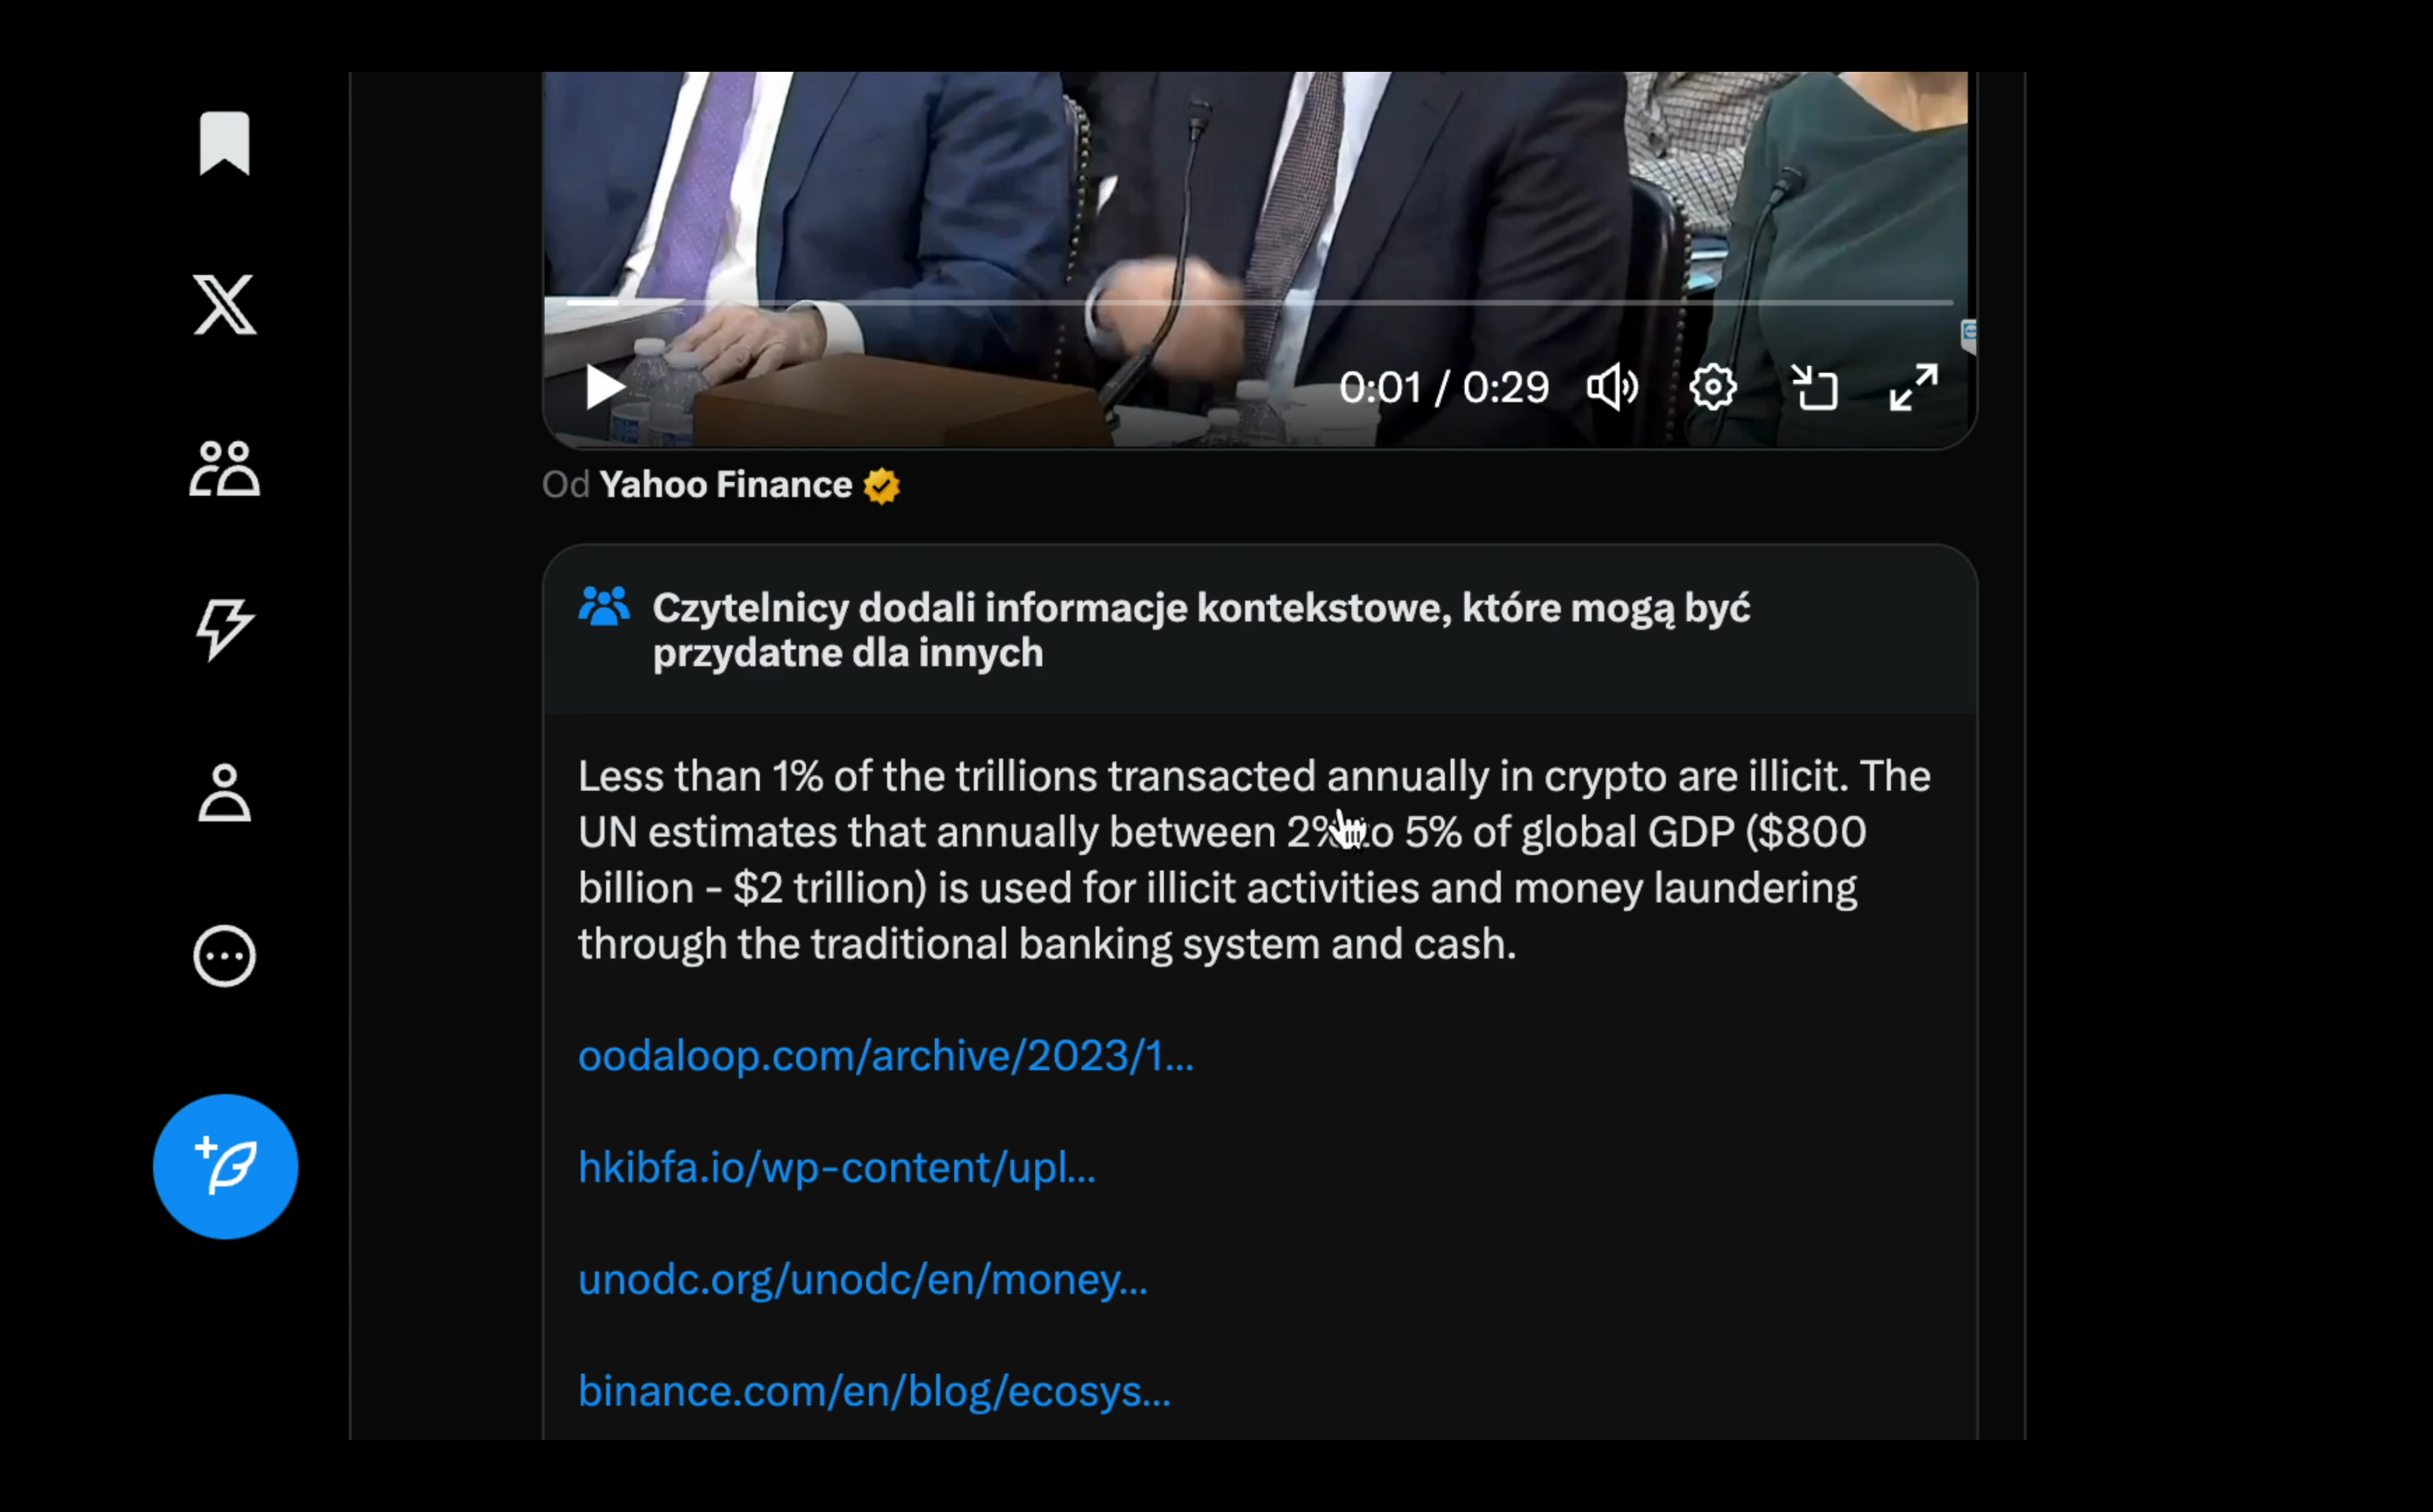 0:01 / 0:29
Od Yahoo Finance
Czytelnicy dodali informacje kontekstowe, które mogą być
przydatne dla innych
Less than 1% of the trillions transacted annually in crypto are illicit. The
UN estimates that annually between 2% to 5% of global GDP ($800
billion - $2 trillion) is used for illicit activities and money laundering
through the traditional banking system and cash.
oodaloop.com/archive/2023/1...
hkibfa.io/wp-content/upl...
unodc.org/unodc/en/money...
binance.com/en/blog/ecosys...